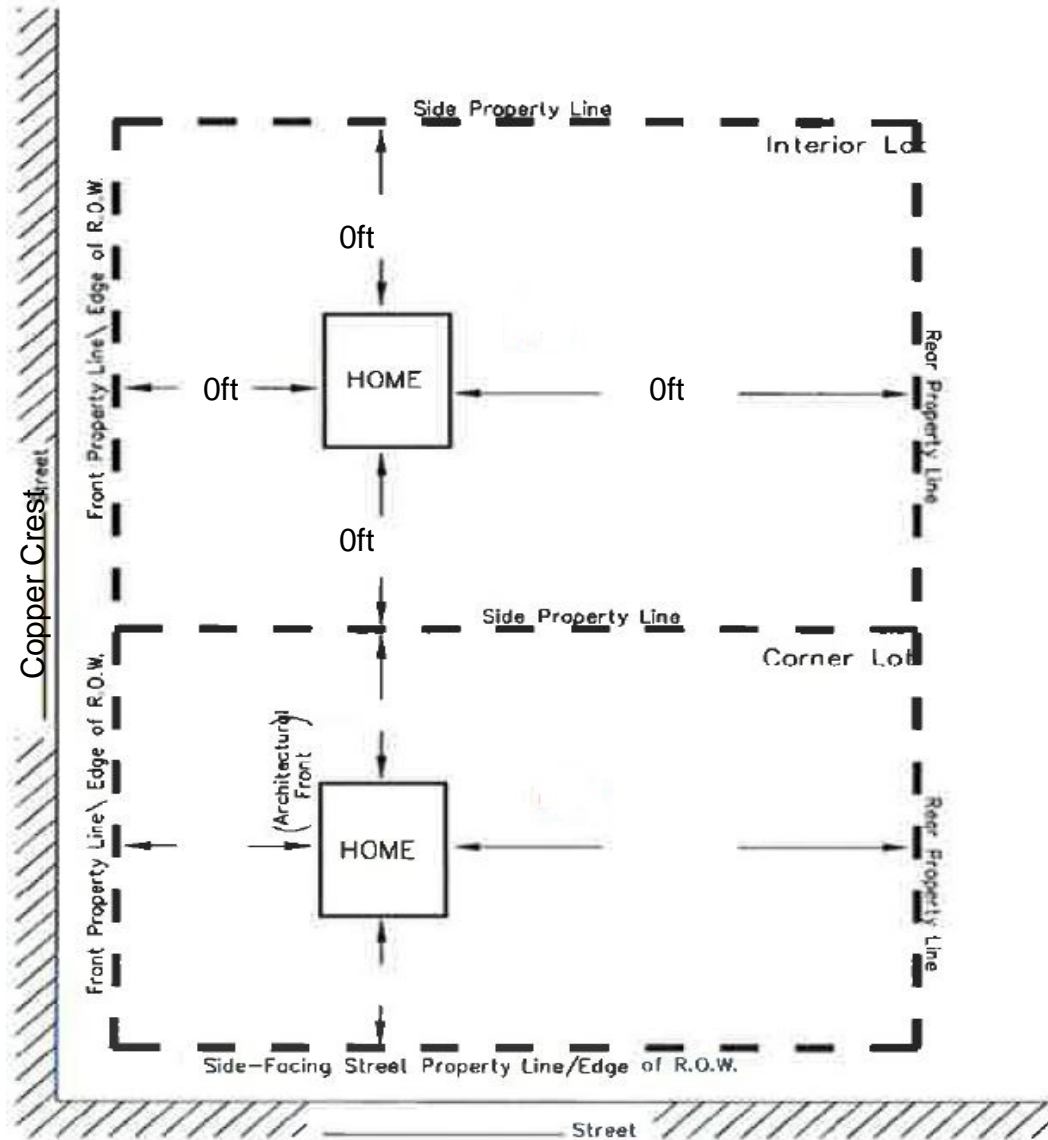 Side Property Line
Interior Lot
Front Property Line\ Edge of R.O.W.
0ft
HOME
0ft
0ft
Rear Property Line
0ft
Copper Crest
Street
Side Property Line
Corner Lot
Front Property Line\ Edge of R.O.W.
(Architectural
Front)
HOME
Rear Property Line
Side-Facing Street Property Line/Edge of R.O.W.
Street